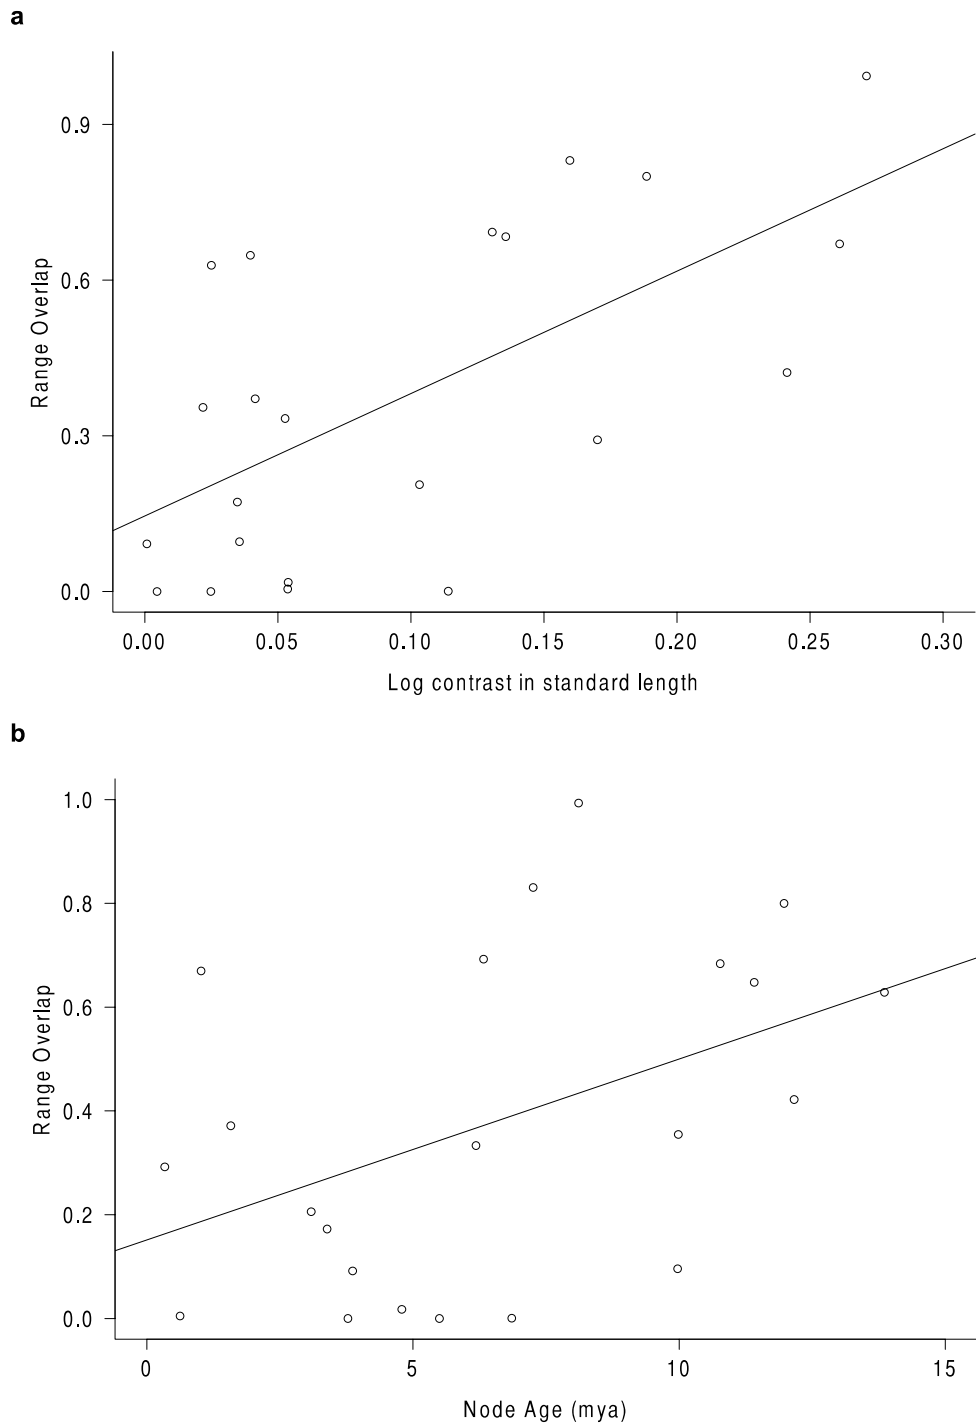 a
0.9
0.6
0.3
0.0
Range Overlap
0.00 0.05 0.10 0.15 0.20 0.25 0.30
Log contrast in standard length
b
1.0
0.8
0.6
0.4
0.2
0.0
Range Overlap
0 5 10 15
Node Age (mya)